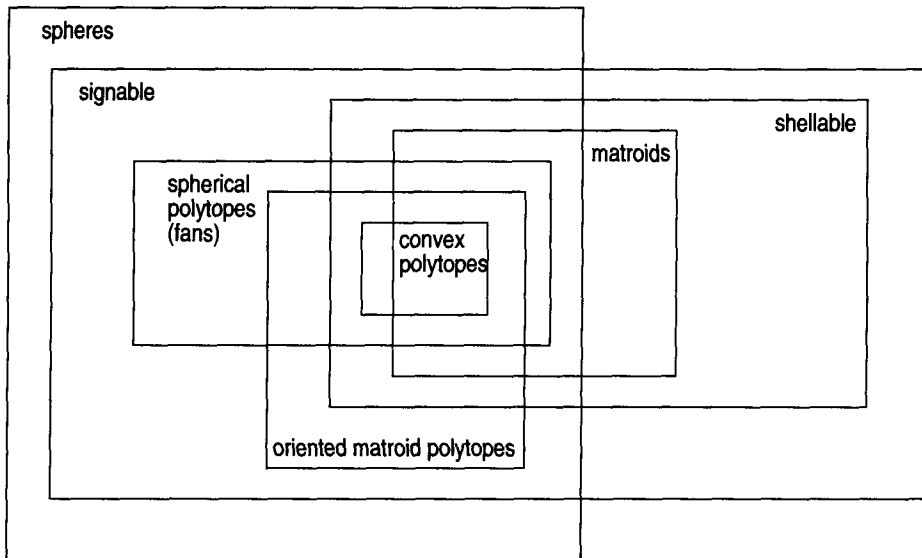 spheres
signable
shellable
matroids
spherical
polytopes
(fans)
convex
polytopes
oriented matroid polytopes